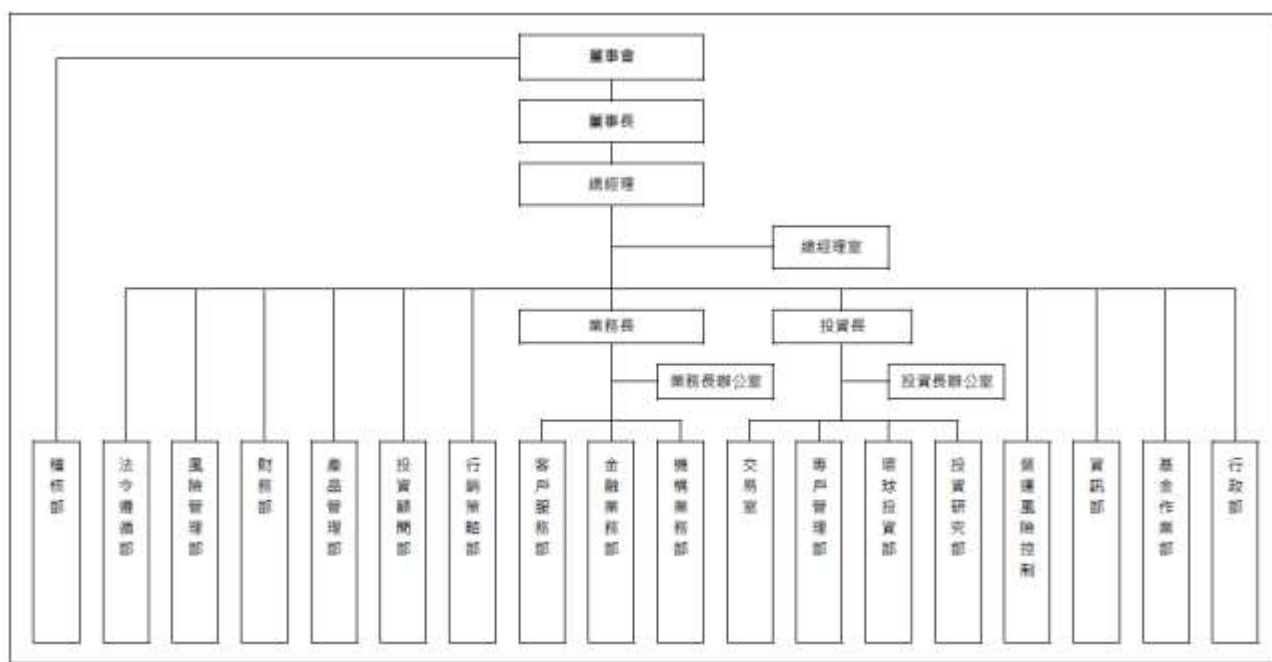 董事會
董事長
總經理
總經理室
業務長
投資長
業務長辦公室
投資長辦公室
稽核部
法令遵循部
風險管理部
財務部
產品管理部
投資顧問部
行銷策略部
客戶服務部
金融業務部
機構業務部
交易室
專戶管理部
環球投資部
投資研究部
營運風險控制
資訊部
基金作業部
行政部